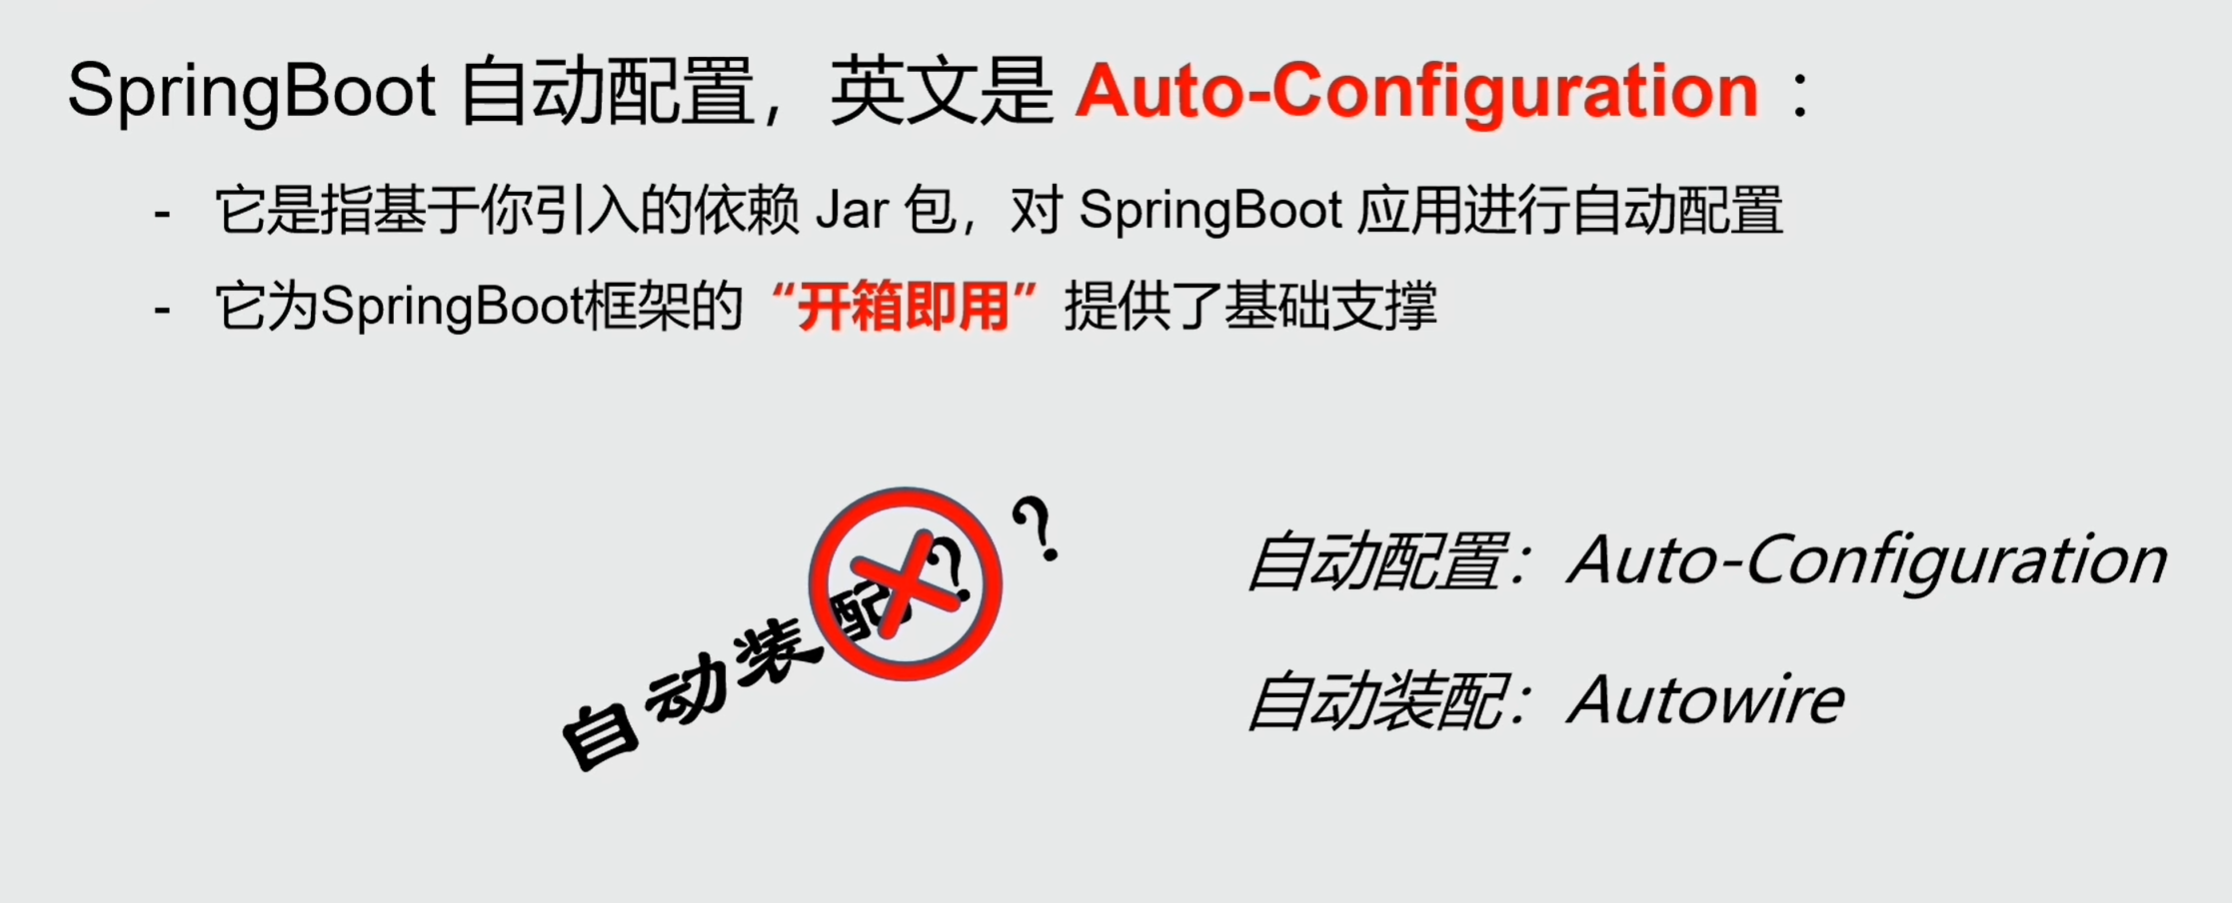 SpringBoot 自动配置，英文是 Auto-Configuration：
- 它是指基于你引入的依赖 Jar 包，对 SpringBoot 应用进行自动配置
- 它为SpringBoot框架的“开箱即用”提供了基础支撑
自动装配？？
自动配置：Auto-Configuration
自动装配：Autowire